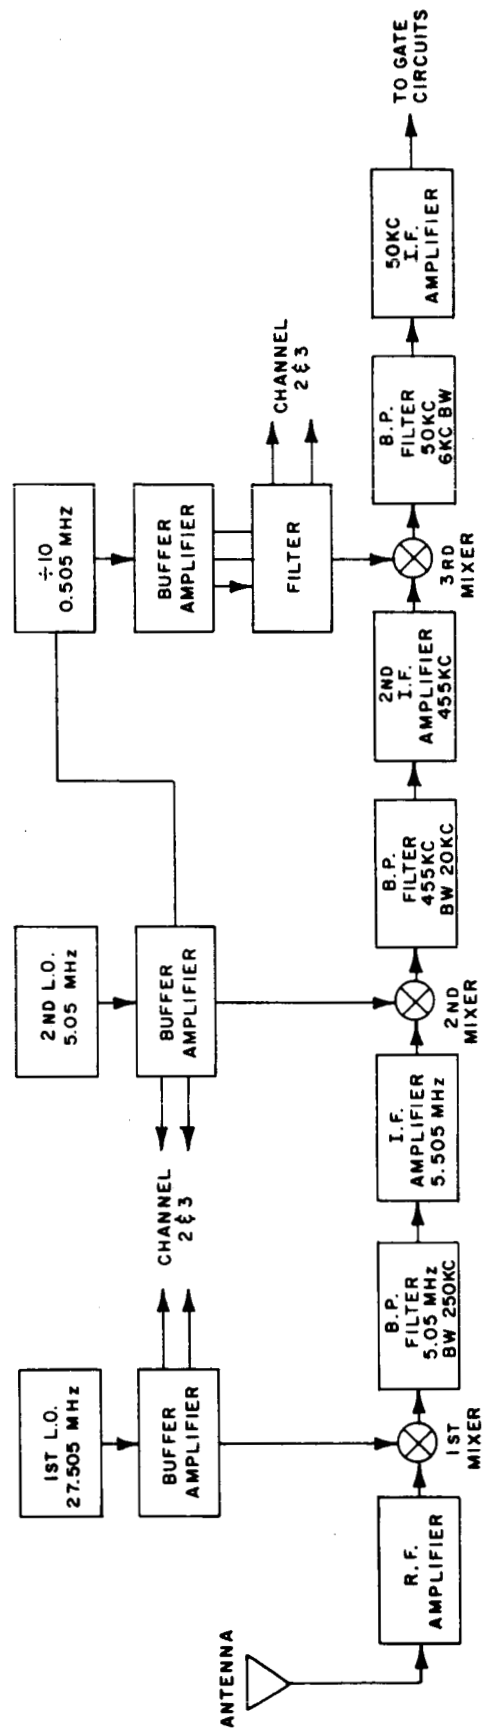 ANTENNA
R.F.
AMPLIFIER
1ST L.O.
27.505 MHz
BUFFER
AMPLIFIER
1ST
MIXER
B.P.
FILTER
5.05 MHz
BW 250KC
CHANNEL
2 & 3
I.F.
AMPLIFIER
5.505 MHz
2ND L.O.
5.05 MHz
BUFFER
AMPLIFIER
2ND
MIXER
B.P.
FILTER
455KC
BW 20KC
2ND
I.F.
AMPLIFIER
455KC
÷10
0.505 MHZ
BUFFER
AMPLIFIER
FILTER
CHANNEL
2 & 3
3RD
MIXER
B.P.
FILTER
50KC
6KC BW
50KC
I.F.
AMPLIFIER
TO GATE
CIRCUITS